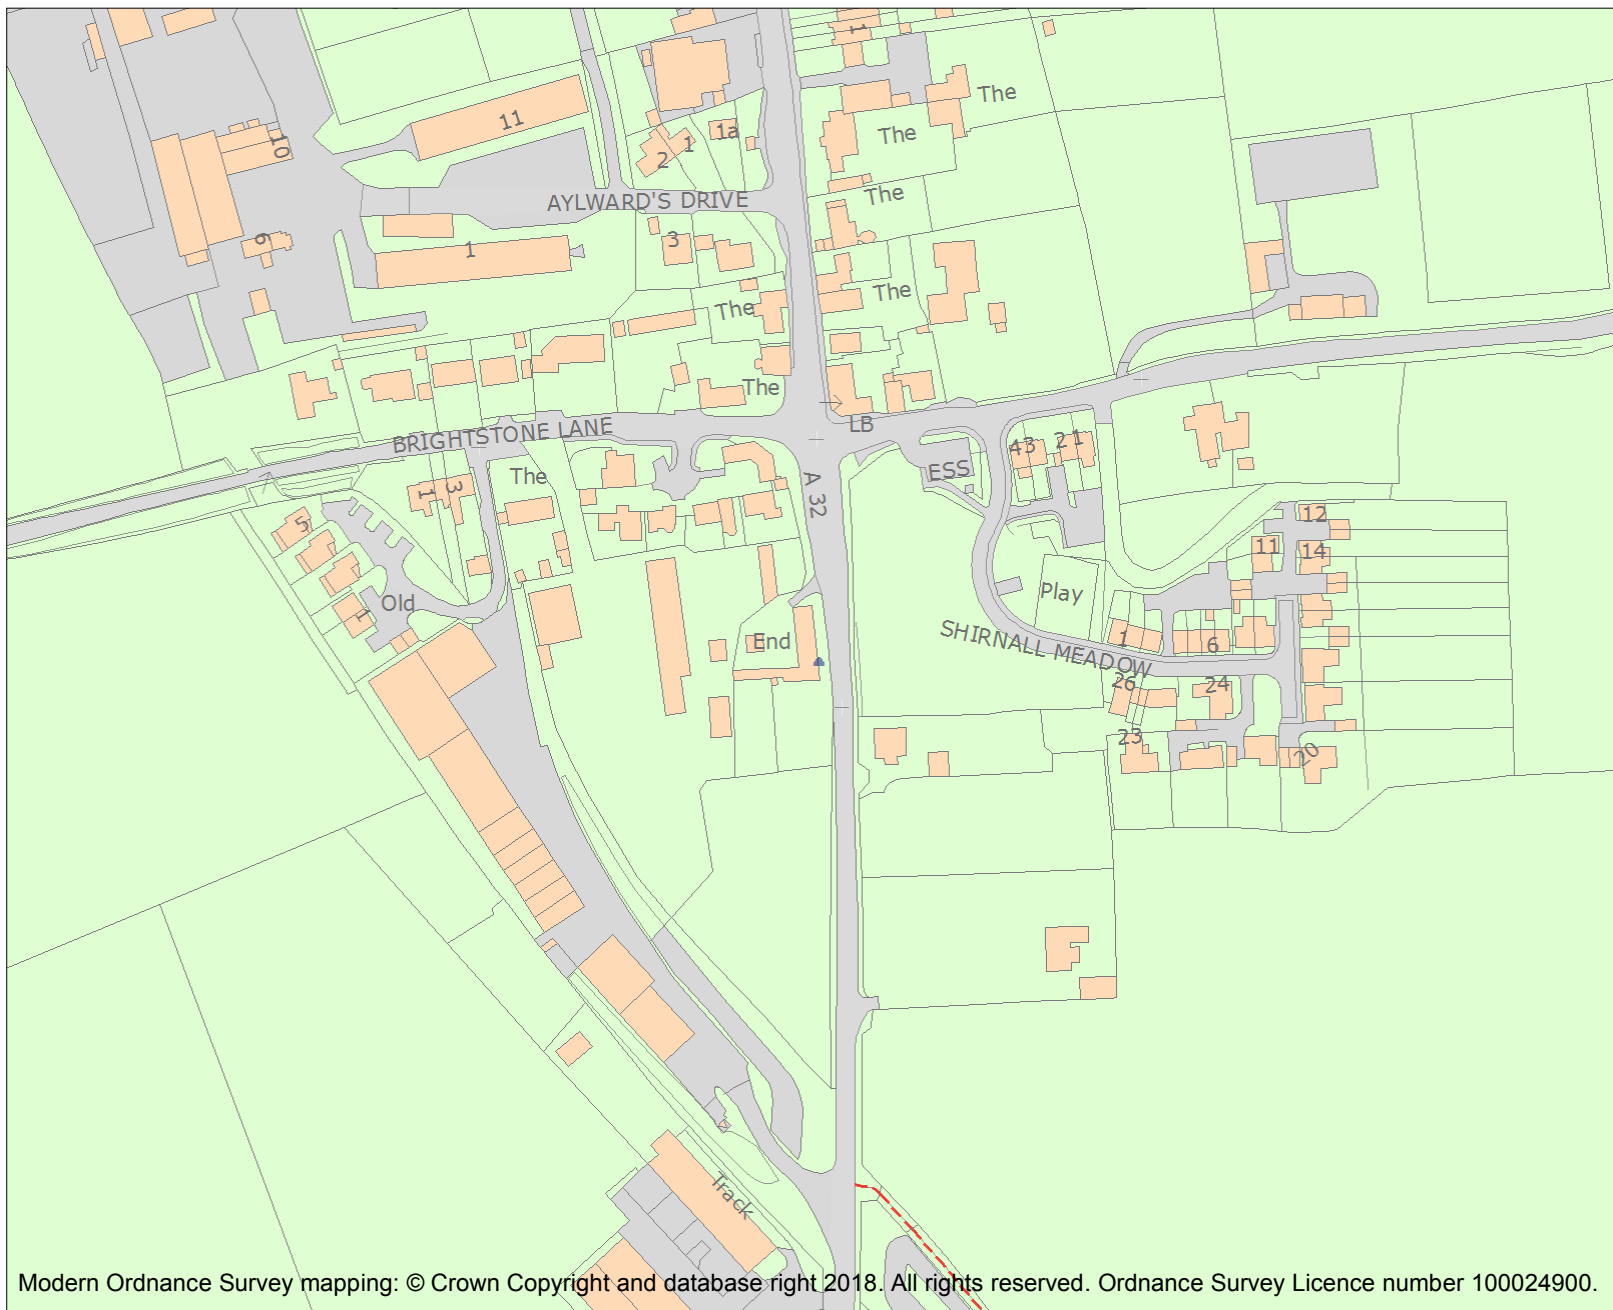 1
The
11
The
1a
10
1
2
The
AYLWARD'S DRIVE
9
3
1
The
The
The
LB
BRIGHTSTONE LANE
43
21
ESS
The
1
3
A 32
5
12
11
14
Play
Old
1
SHIRNALL MEADOW
1
6
End
26
24
23
20
Track
Modern Ordnance Survey mapping: © Crown Copyright and database right 2018. All rights reserved. Ordnance Survey Licence number 100024900.